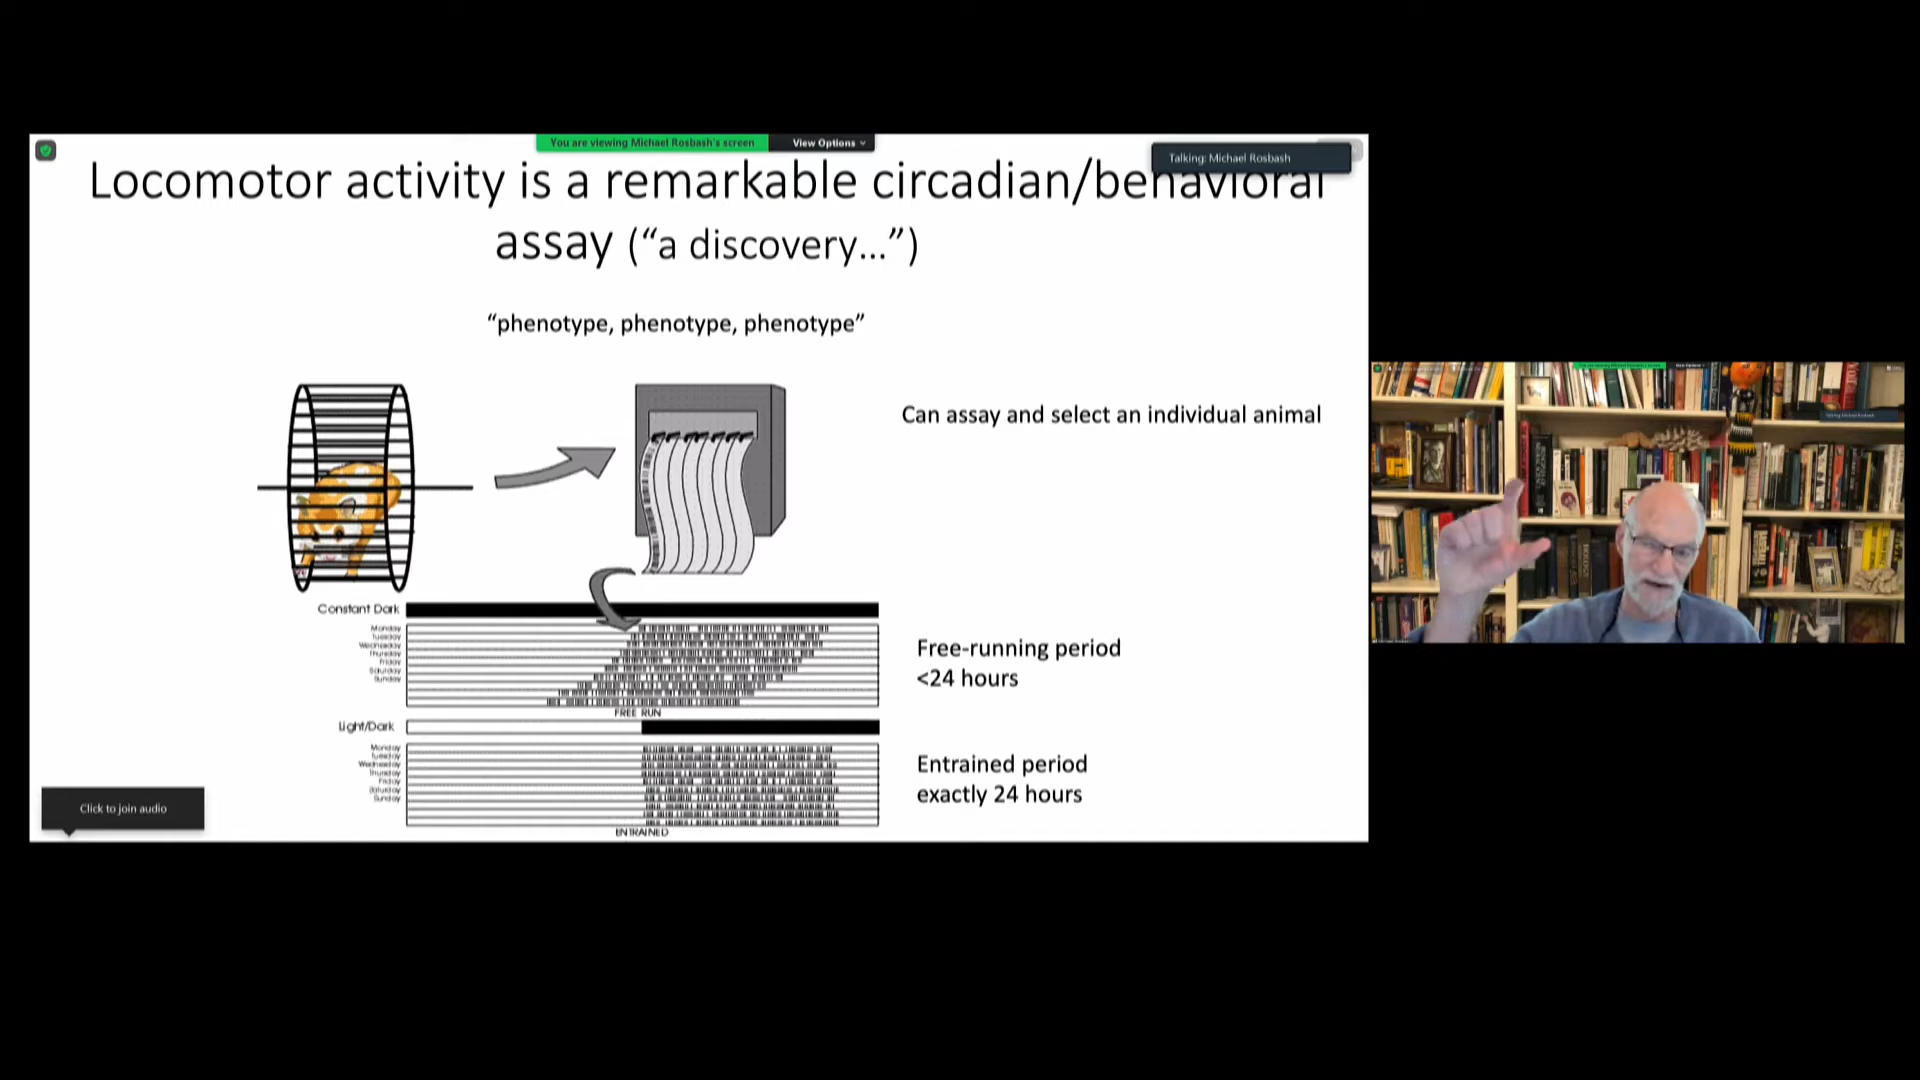 You are viewing Michael Rosbash's screen
View Options
Talking: Michael Rosbash
Locomotor activity is a remarkable circadian/behavioral
assay (“a discovery...”)
“phenotype, phenotype, phenotype”
Can assay and select an individual animal
Constant Dark
Monday
Tuesday
Wednesday
Thursday
Friday
Saturday
Sunday
Free-running period
<24 hours
FREE RUN
Light/Dark
Monday
Tuesday
Wednesday
Thursday
Friday
Saturday
Sunday
Entrained period
exactly 24 hours
ENTRAINED
Click to join audio